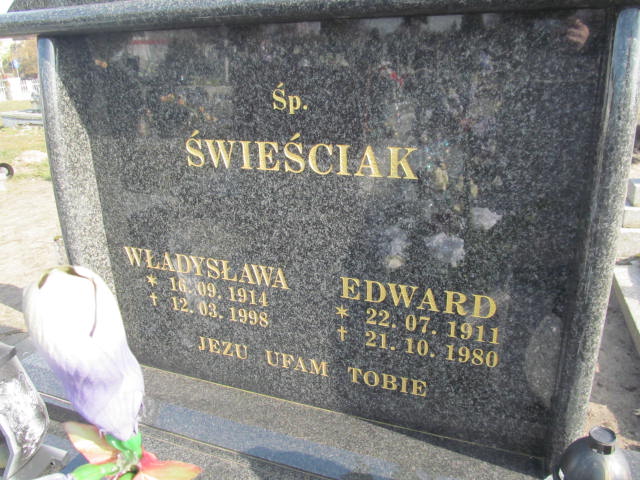 Śp.
ŚWIEŚCIAK
WŁADYSŁAWA
* 16. 09. 1914
† 12. 03. 1998
EDWARD
* 22. 07. 1911
† 21. 10. 1980
JEZU UFAM TOBIE